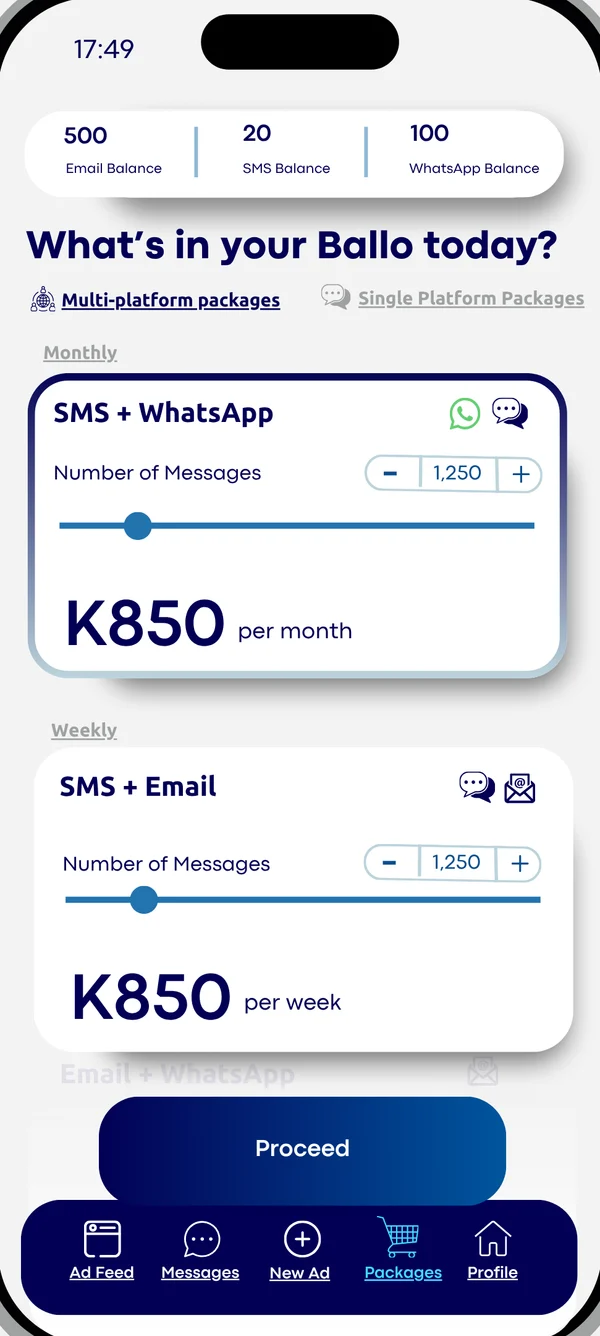 17:49
500 20 100
Email Balance SMS Balance WhatsApp Balance
What's in your Ballo today?
Multi-platform packages Single Platform Packages
Monthly
SMS + WhatsApp
Number of Messages - 1,250 +
K850 per month
Weekly
SMS + Email
Number of Messages - 1,250 +
K850 per week
Email + WhatsApp
Proceed
Ad Feed Messages New Ad Packages Profile